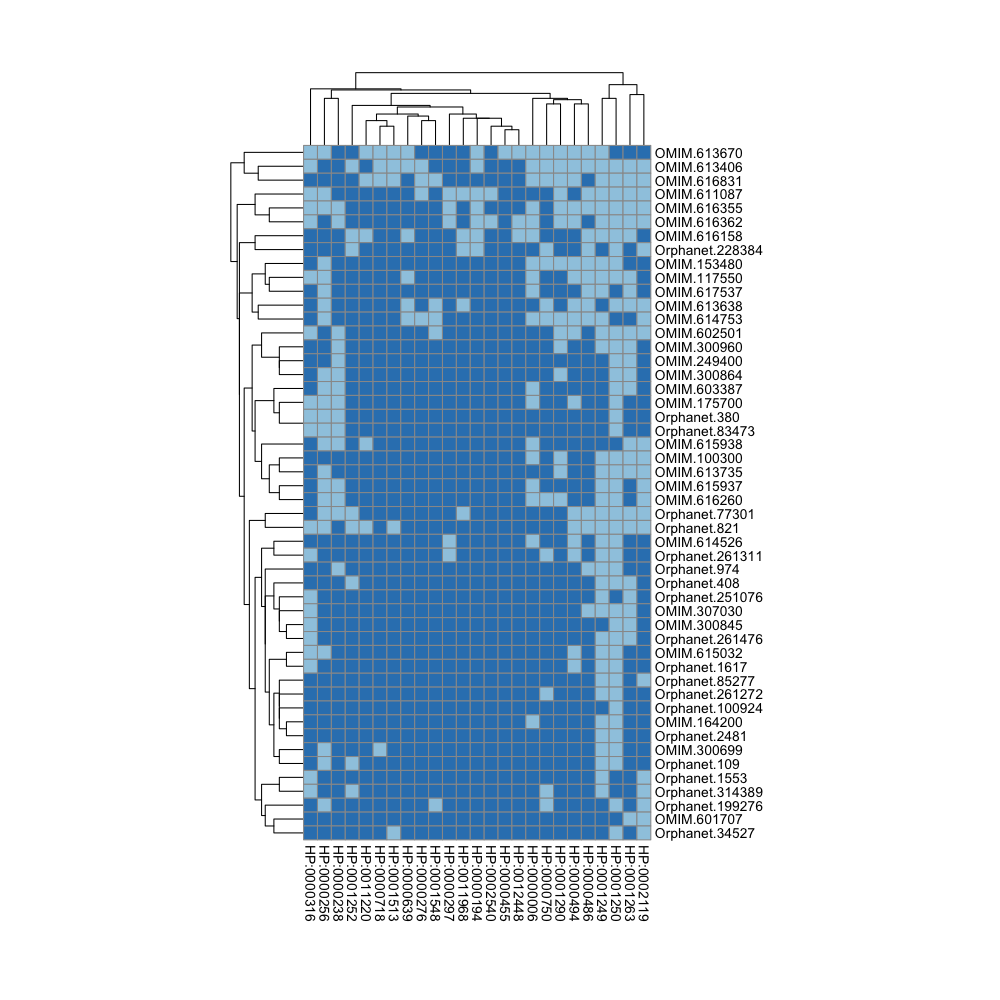 OMIM.613670
OMIM.613406
OMIM.616831
OMIM.611087
OMIM.616355
OMIM.616362
OMIM.616158
Orphanet.228384
OMIM.153480
OMIM.117550
OMIM.617537
OMIM.613638
OMIM.614753
OMIM.602501
OMIM.300960
OMIM.249400
OMIM.300864
OMIM.603387
OMIM.175700
Orphanet.380
Orphanet.83473
OMIM.615938
OMIM.100300
OMIM.613735
OMIM.615937
OMIM.616260
Orphanet.77301
Orphanet.821
OMIM.614526
Orphanet.261311
Orphanet.974
Orphanet.408
Orphanet.251076
OMIM.307030
OMIM.300845
Orphanet.261476
OMIM.615032
Orphanet.1617
Orphanet.85277
Orphanet.261272
Orphanet.100924
OMIM.164200
Orphanet.2481
OMIM.300699
Orphanet.109
Orphanet.1553
Orphanet.314389
Orphanet.199276
OMIM.601707
Orphanet.34527
HP:0000316
HP:0000256
HP:0000238
HP:0001252
HP:0011220
HP:0000718
HP:0001513
HP:0000639
HP:0000276
HP:0001548
HP:0000297
HP:0011968
HP:0000194
HP:0002540
HP:0000455
HP:0012448
HP:0000006
HP:0000750
HP:0001290
HP:0000494
HP:0000486
HP:0001249
HP:0001250
HP:0001263
HP:0002119